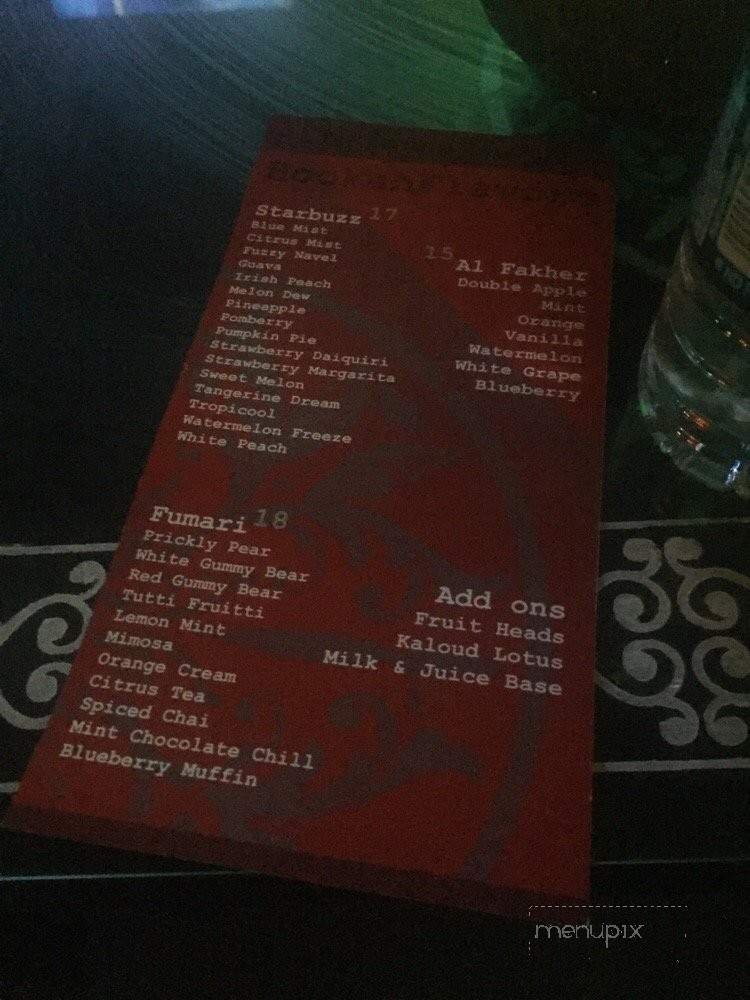 Hookah Flavors
Starbuzz 17
Blue Mist
Citrus Mist
Fuzzy Navel
Guava
Irish Peach
Melon Dew
Pineapple
Pomberry
Pumpkin Pie
Strawberry Daiquiri
Strawberry Margarita
Sweet Melon
Tangerine Dream
Tropicool
Watermelon Freeze
White Peach
15 Al Fakher
Double Apple
Mint
Orange
Vanilla
Watermelon
White Grape
Blueberry
Fumari 18
Prickly Pear
White Gummy Bear
Red Gummy Bear
Tutti Fruitti
Lemon Mint
Mimosa
Orange Cream
Citrus Tea
Spiced Chai
Mint Chocolate Chill
Blueberry Muffin
Add ons
Fruit Heads
Kaloud Lotus
Milk & Juice Base
menupix